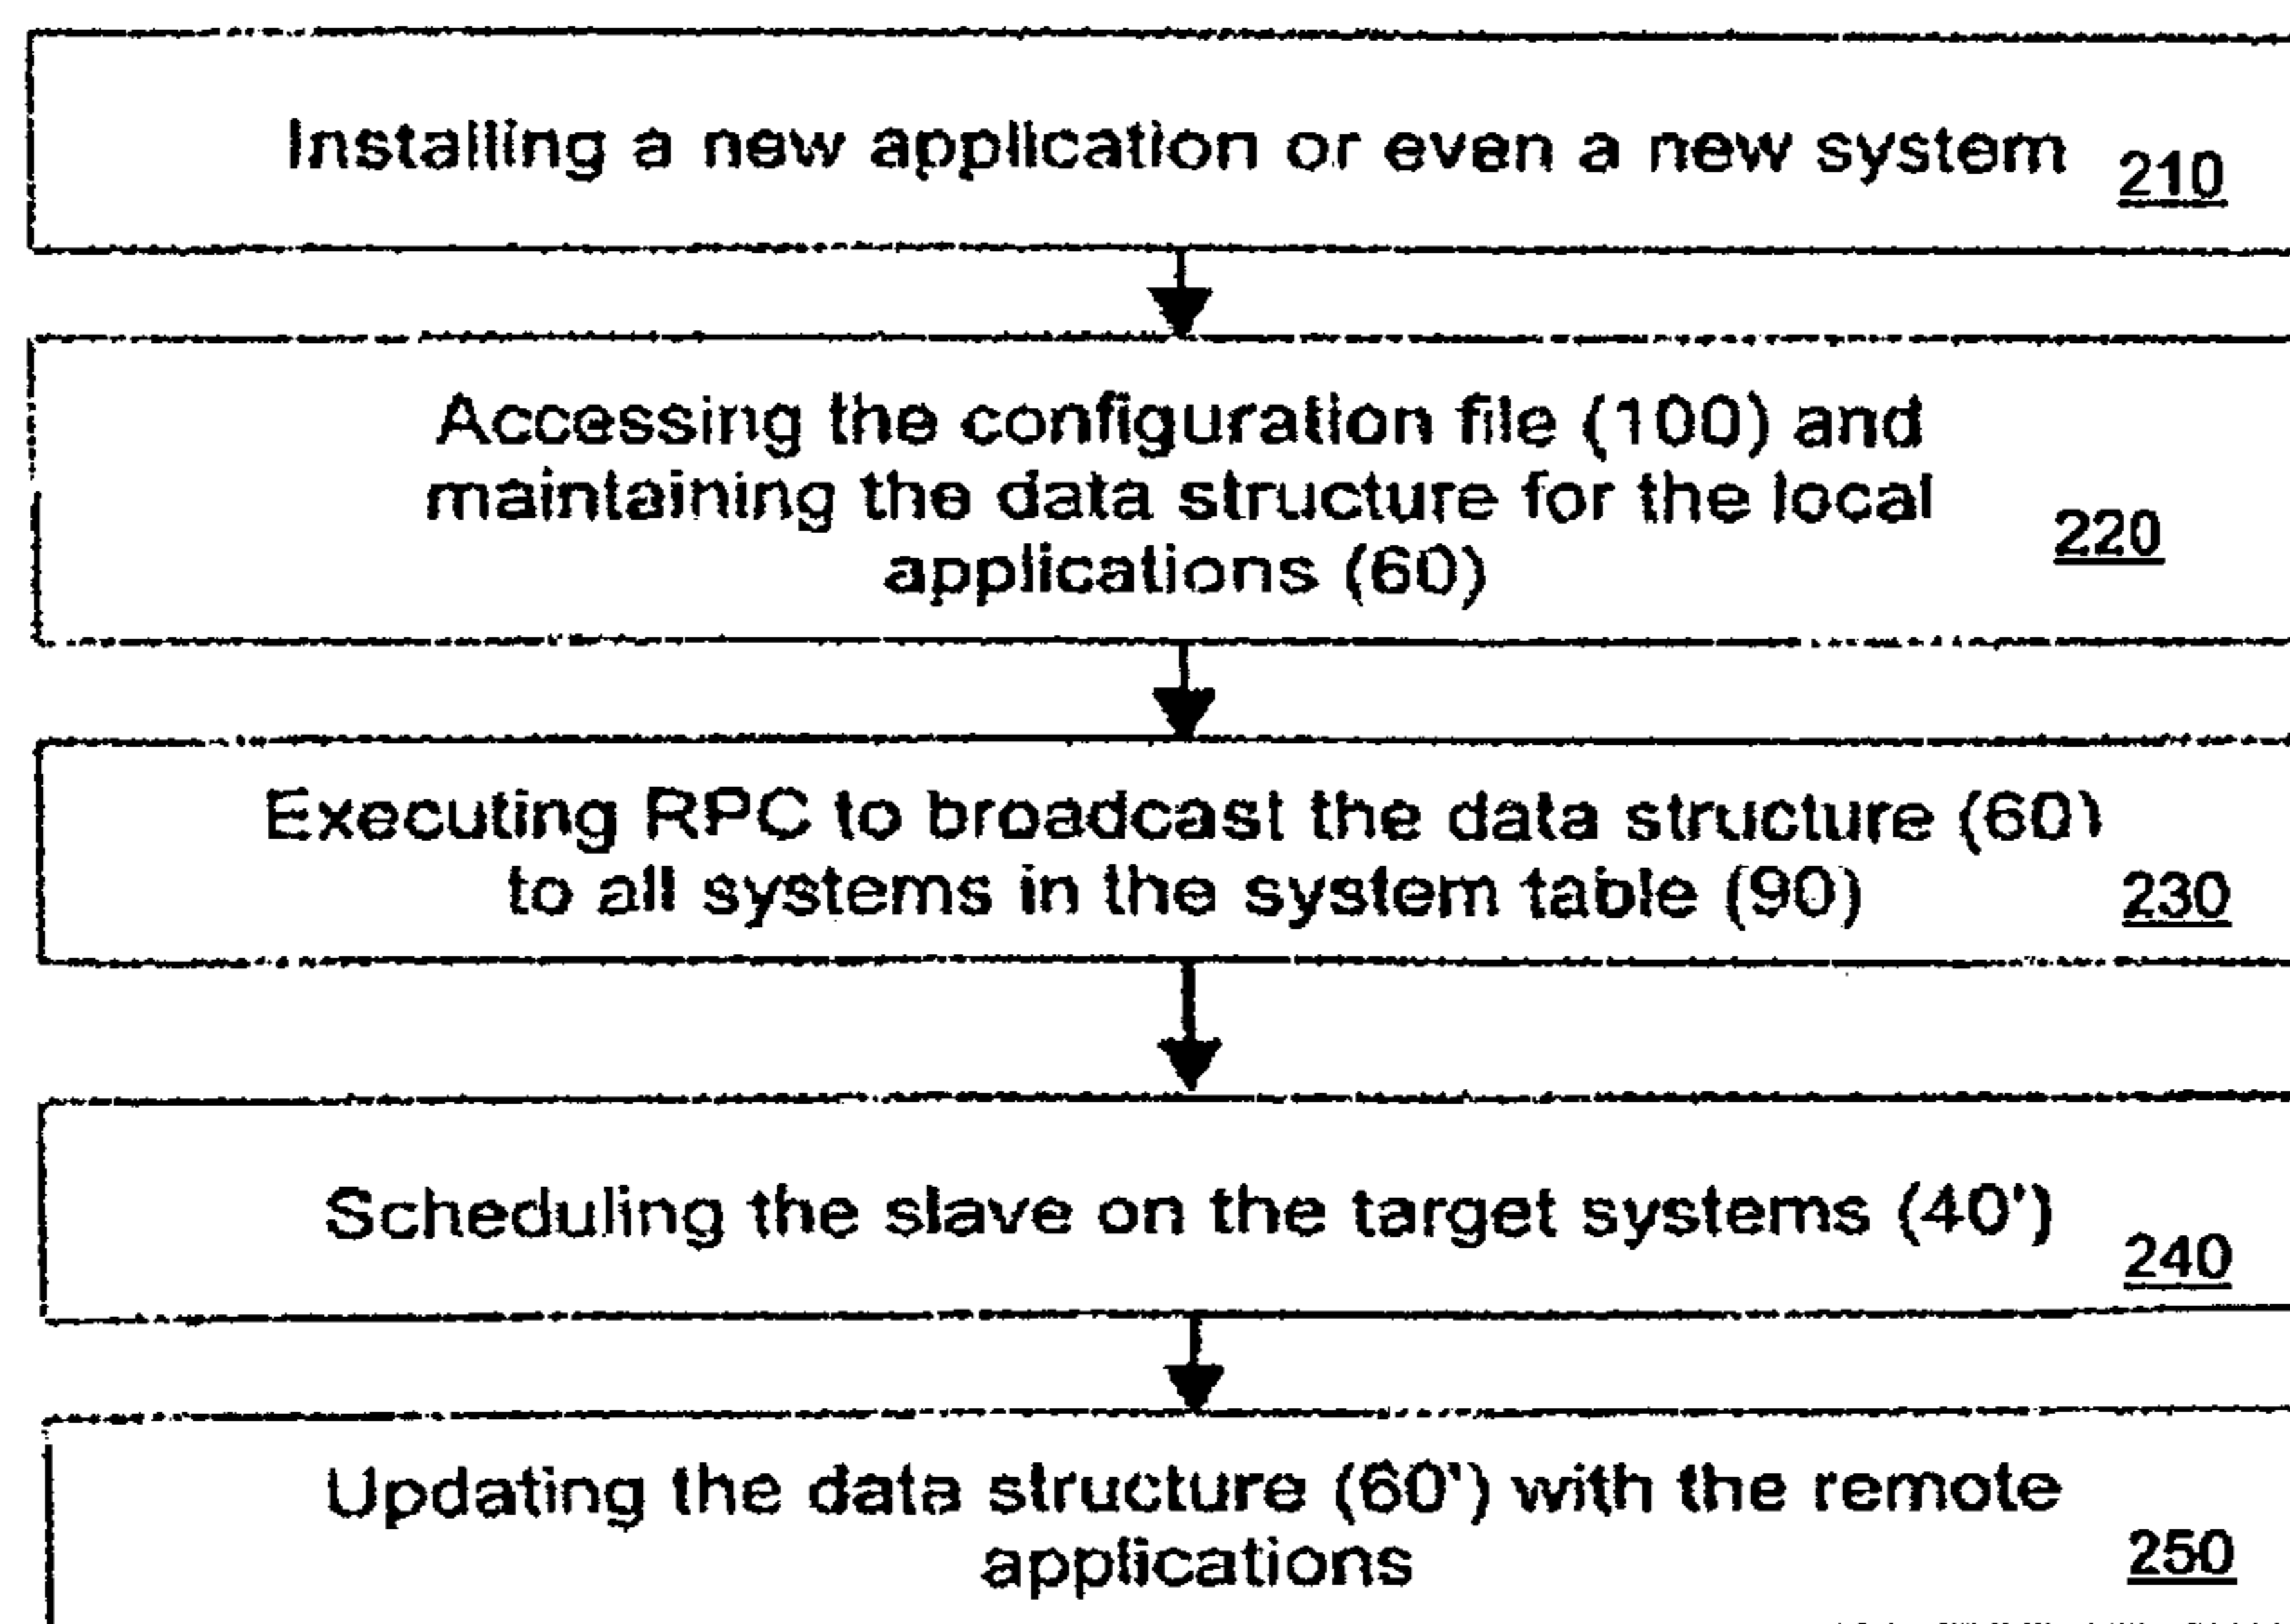 Installing a new application or even a new system 210
Accessing the configuration file (100) and
maintaining the data structure for the local
applications (60)
220
Executing RPC to broadcast the data structure (60)
to all systems in the system table (90) 230
Scheduling the slave on the target systems (40')
240
Updating the data structure (60') with the remote
applications 250